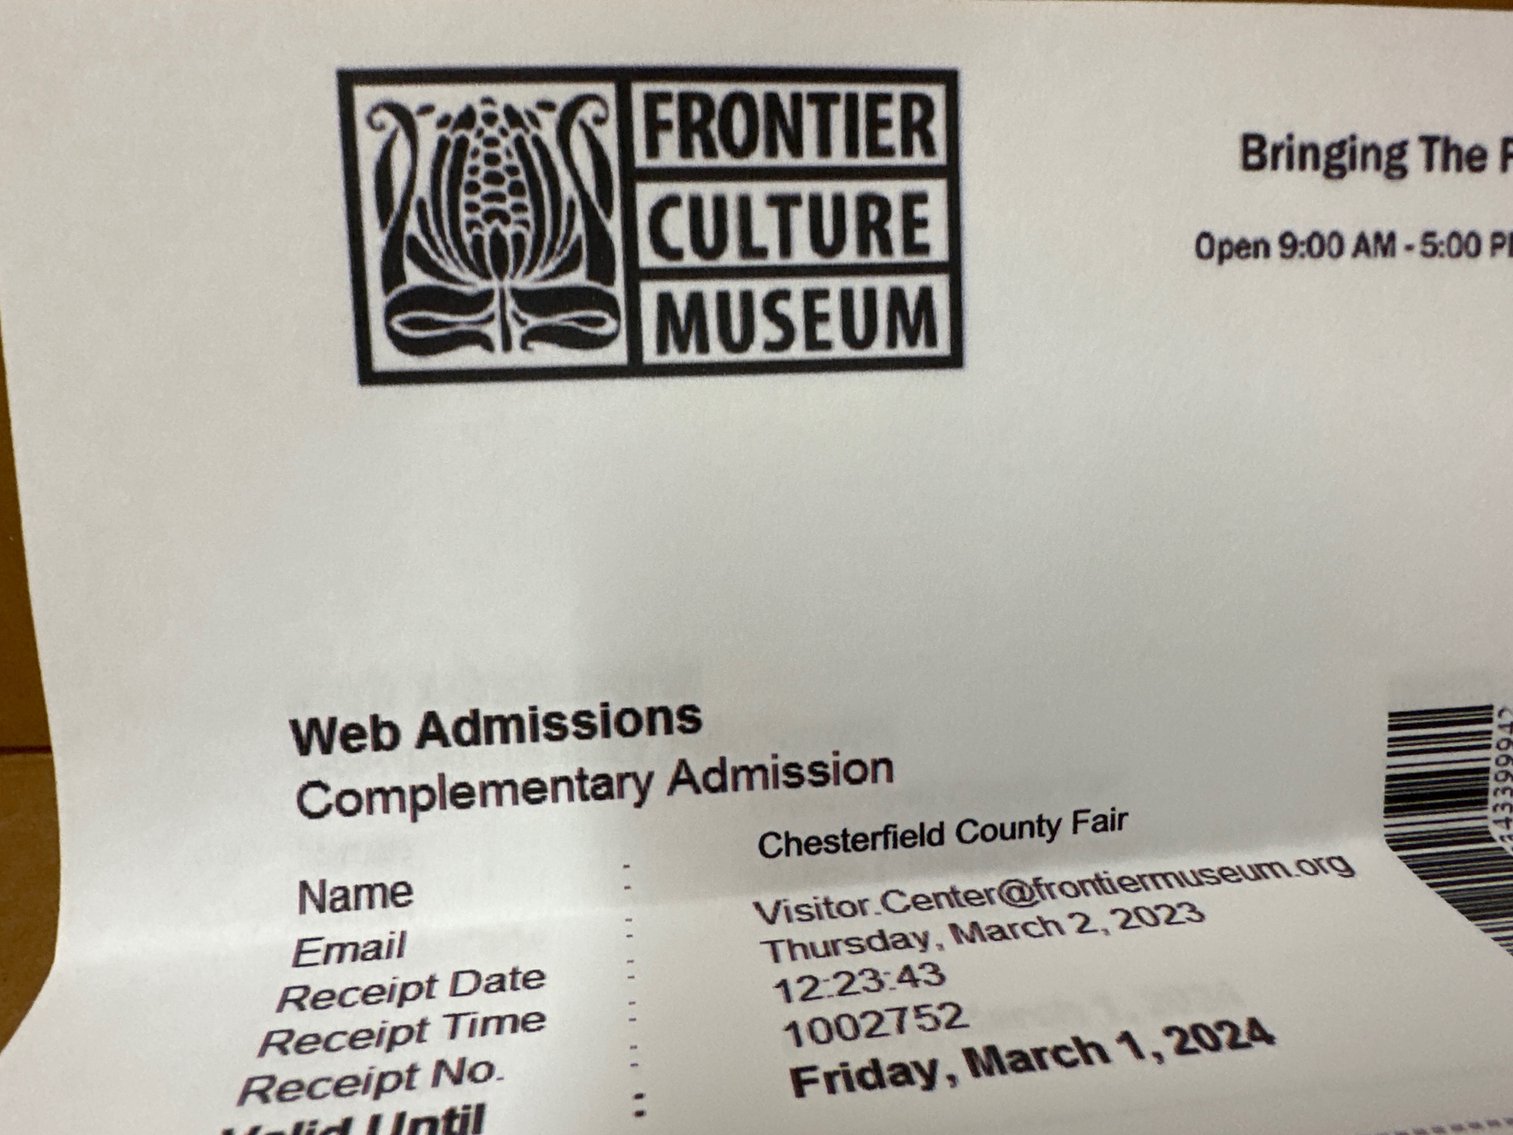 FRONTIER
CULTURE
MUSEUM
Bringing The
Open 9:00 AM - 5:00
Web Admissions
Complementary Admission
Name : Chesterfield County Fair
Email : Visitor.Center@frontiermuseum.org
Receipt Date : Thursday, March 2, 2023
Receipt Time : 12:23:43
Receipt No. : 1002752
Valid Until : Friday, March 1, 2024